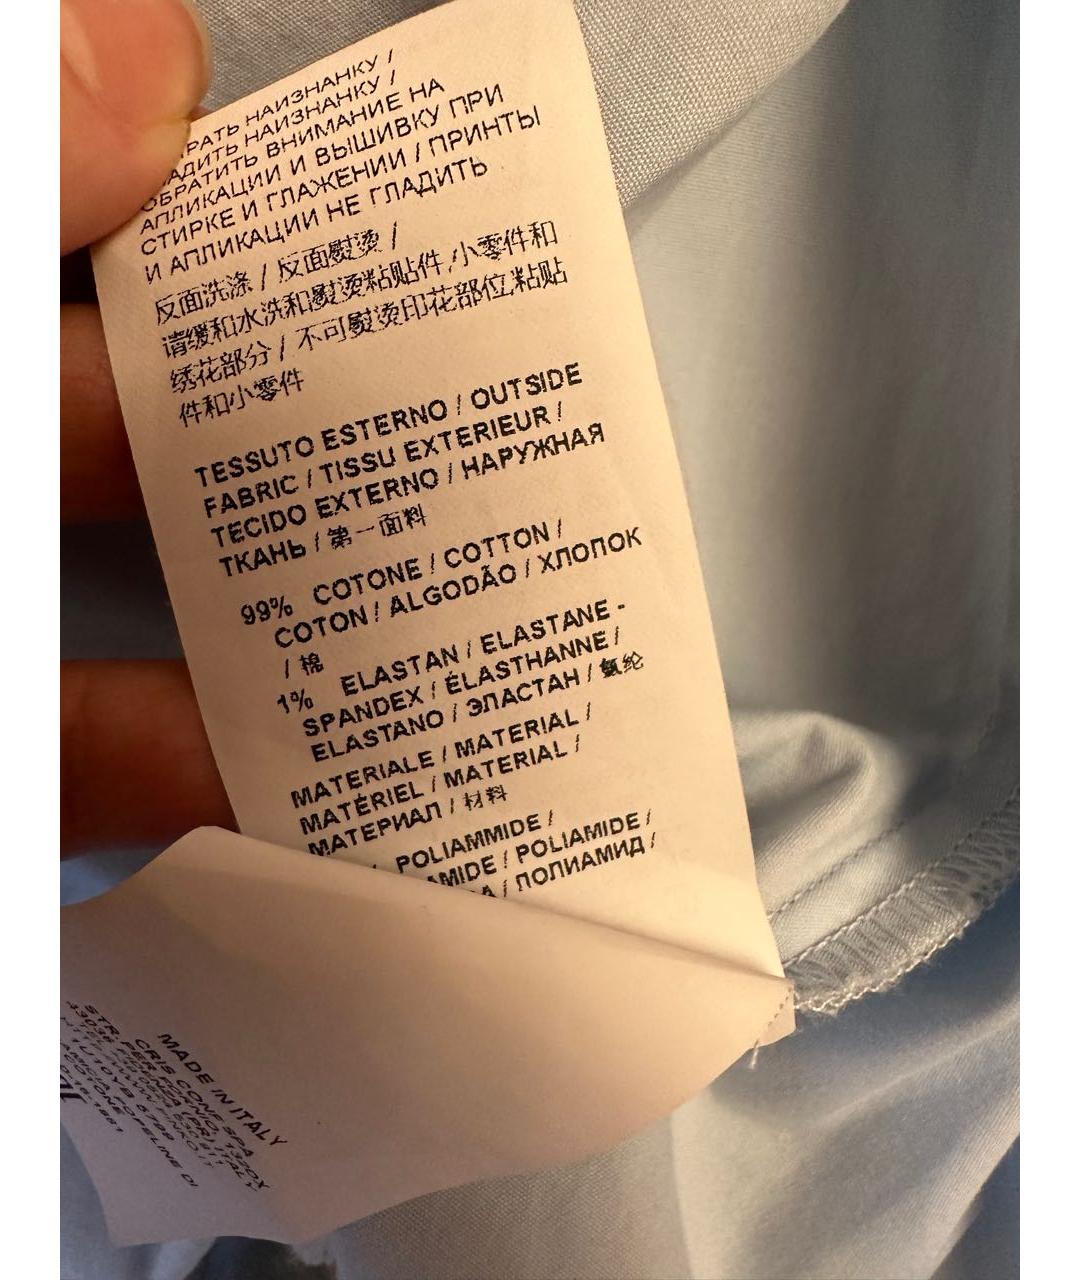 НАИЗНАНКУ /
НАИЗНАНКУ /
ОБРАТИТЬ ВНИМАНИЕ НА
АПЛИКАЦИИ И ВЫШИВКУ ПРИ
СТИРКЕ И ГЛАЖЕНИИ / ПРИНТЫ
И АПЛИКАЦИИ НЕ ГЛАДИТЬ
反面洗涤 / 反面熨烫 /
请缓和水洗和熨烫粘贴件,小零件和
绣花部分 / 不可熨烫印花部位,粘贴
件和小零件
TESSUTO ESTERNO / OUTSIDE
FABRIC / TISSU EXTERIEUR /
TECIDO EXTERNO / НАРУЖНАЯ
ТКАНЬ / 第一面料
99% COTONE / COTTON /
COTON / ALGODÃO / ХЛОПОК
/ 棉
1% ELASTAN / ELASTANE -
SPANDEX / ÉLASTHANNE /
ELASTANO / ЭЛАСТАН / 氨纶
MATERIALE / MATERIAL /
MATÉRIEL / MATERIAL /
МАТЕРИАЛ / 材料
POLIAMMIDE /
/ POLIAMIDE /
/ ПОЛИАМИД /
MADE IN ITALY
CRIS CONF. SPA